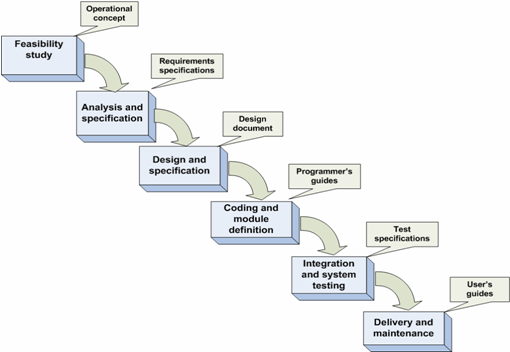 Operational
concept
Feasibility
study
Requirements
specifications
Analysis and
specification
Design
document
Design and
specification
Programmer's
guides
Coding and
module
definition
Test
specifications
Integration
and system
testing
User's
guides
Delivery and
maintenance